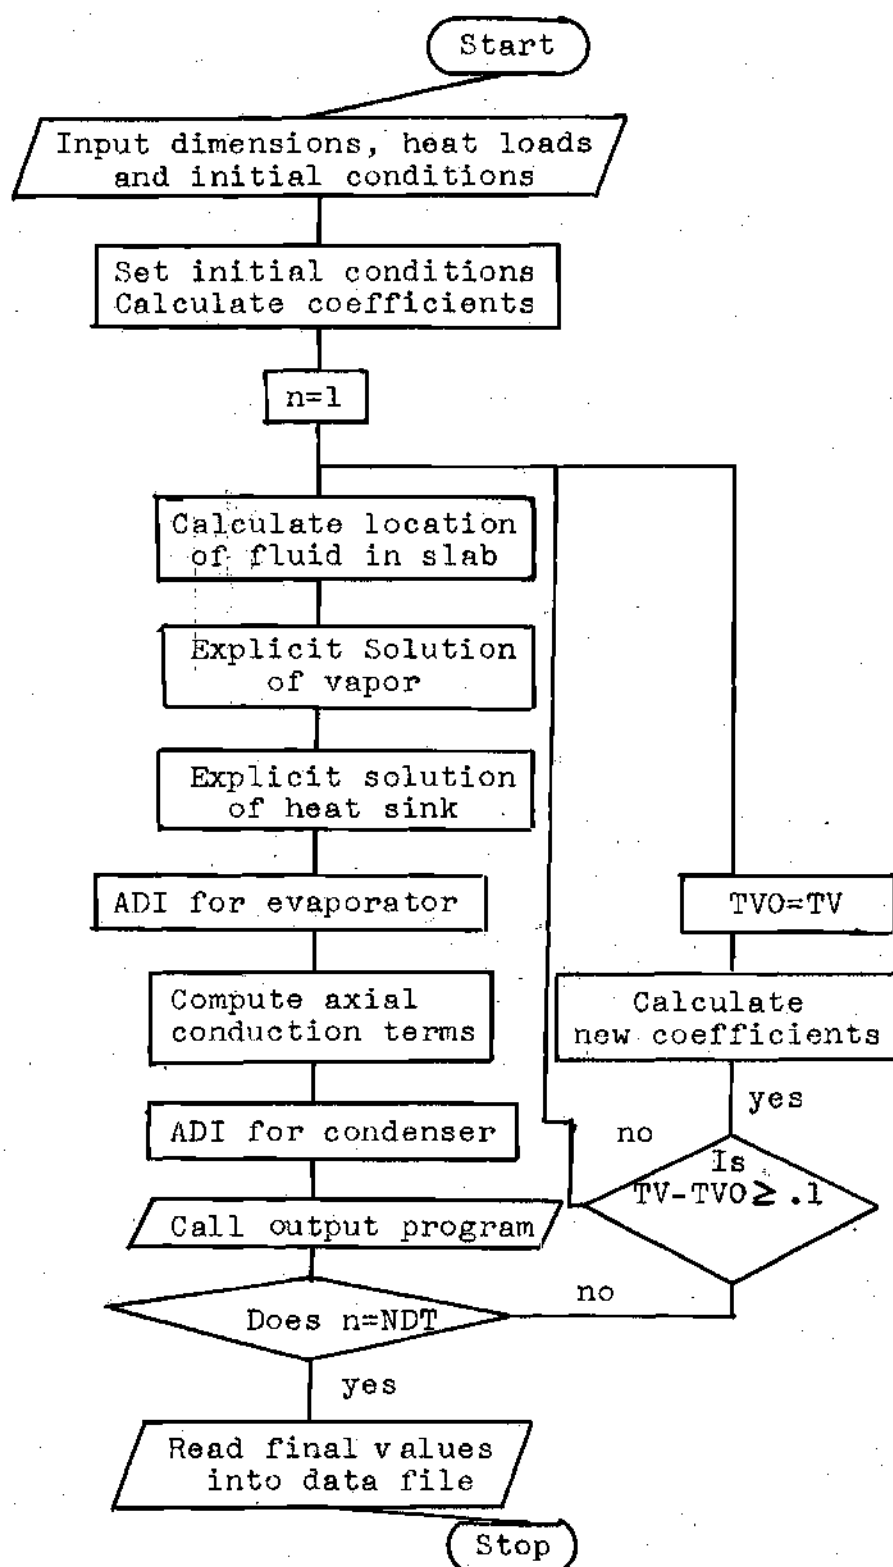 Start
Input dimensions, heat loads
and initial conditions
Set initial conditions
Calculate coefficients
n=1
Calculate location
of fluid in slab
Explicit Solution
of vapor
Explicit solution
of heat sink
ADI for evaporator
TVO=TV
Compute axial
conduction terms
Calculate
new coefficients
yes
ADI for condenser
no
Is
TV-TVO ≥ .1
Call output program
Does n=NDT
no
yes
Read final values
into data file
Stop